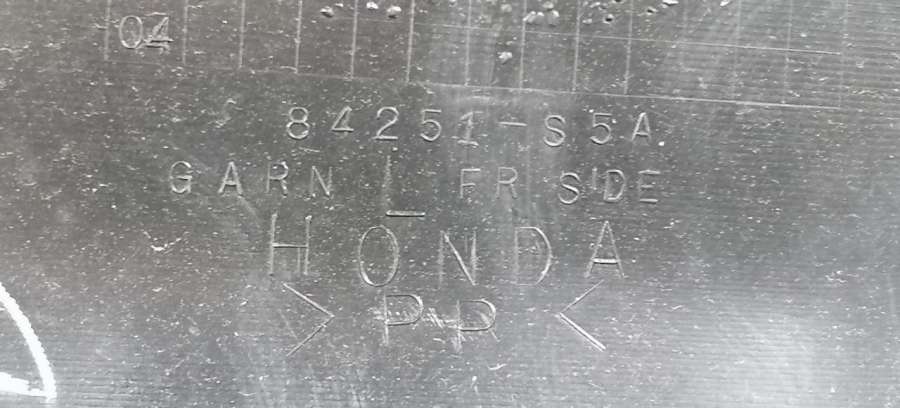 04
84251-S5A
GARN L FR SIDE
HONDA
>PP<